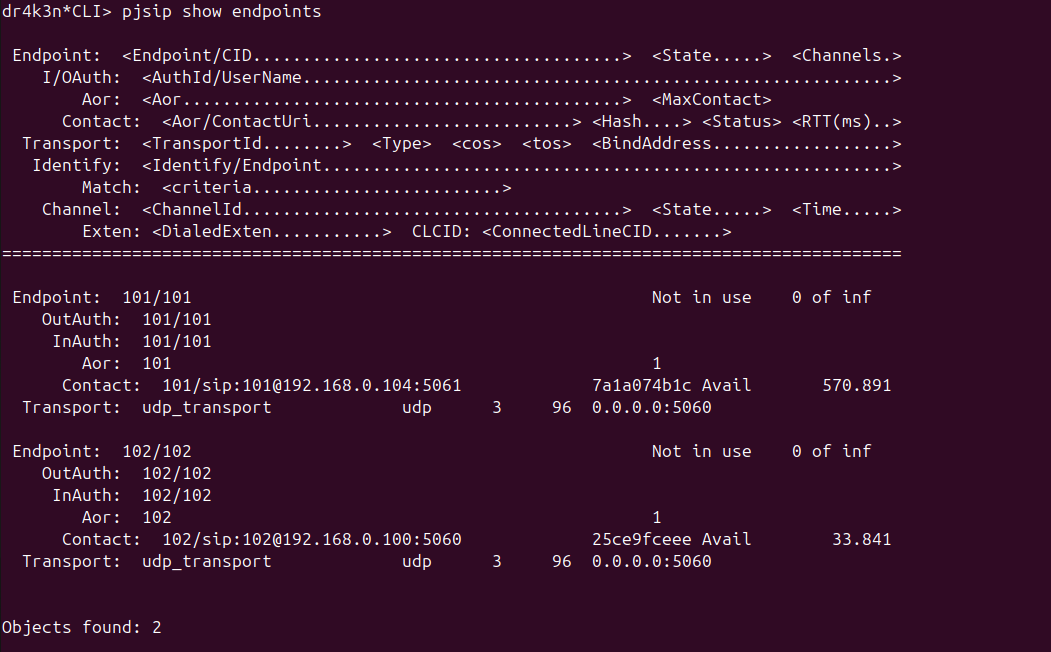 dr4k3n*CLI> pjsip show endpoints

 Endpoint:  <Endpoint/CID.....................................>  <State.....>  <Channels.>
    I/OAuth:  <AuthId/UserName...........................................................>
        Aor:  <Aor............................................>  <MaxContact>
      Contact:  <Aor/ContactUri..........................> <Hash....> <Status> <RTT(ms)..>
  Transport:  <TransportId........>  <Type>  <cos>  <tos>  <BindAddress..................>
   Identify:  <Identify/Endpoint.........................................................>
        Match:  <criteria.........................>
    Channel:  <ChannelId......................................>  <State.....>  <Time.....>
        Exten: <DialedExten...........>  CLCID: <ConnectedLineCID.......>
==========================================================================================

 Endpoint:  101/101                                              Not in use    0 of inf
    OutAuth:  101/101
     InAuth:  101/101
        Aor:  101                                                1
      Contact:  101/sip:101@192.168.0.104:5061             7a1a074b1c Avail       570.891
  Transport:  udp_transport             udp      3     96  0.0.0.0:5060

 Endpoint:  102/102                                              Not in use    0 of inf
    OutAuth:  102/102
     InAuth:  102/102
        Aor:  102                                                1
      Contact:  102/sip:102@192.168.0.100:5060             25ce9fceee Avail        33.841
  Transport:  udp_transport             udp      3     96  0.0.0.0:5060


Objects found: 2